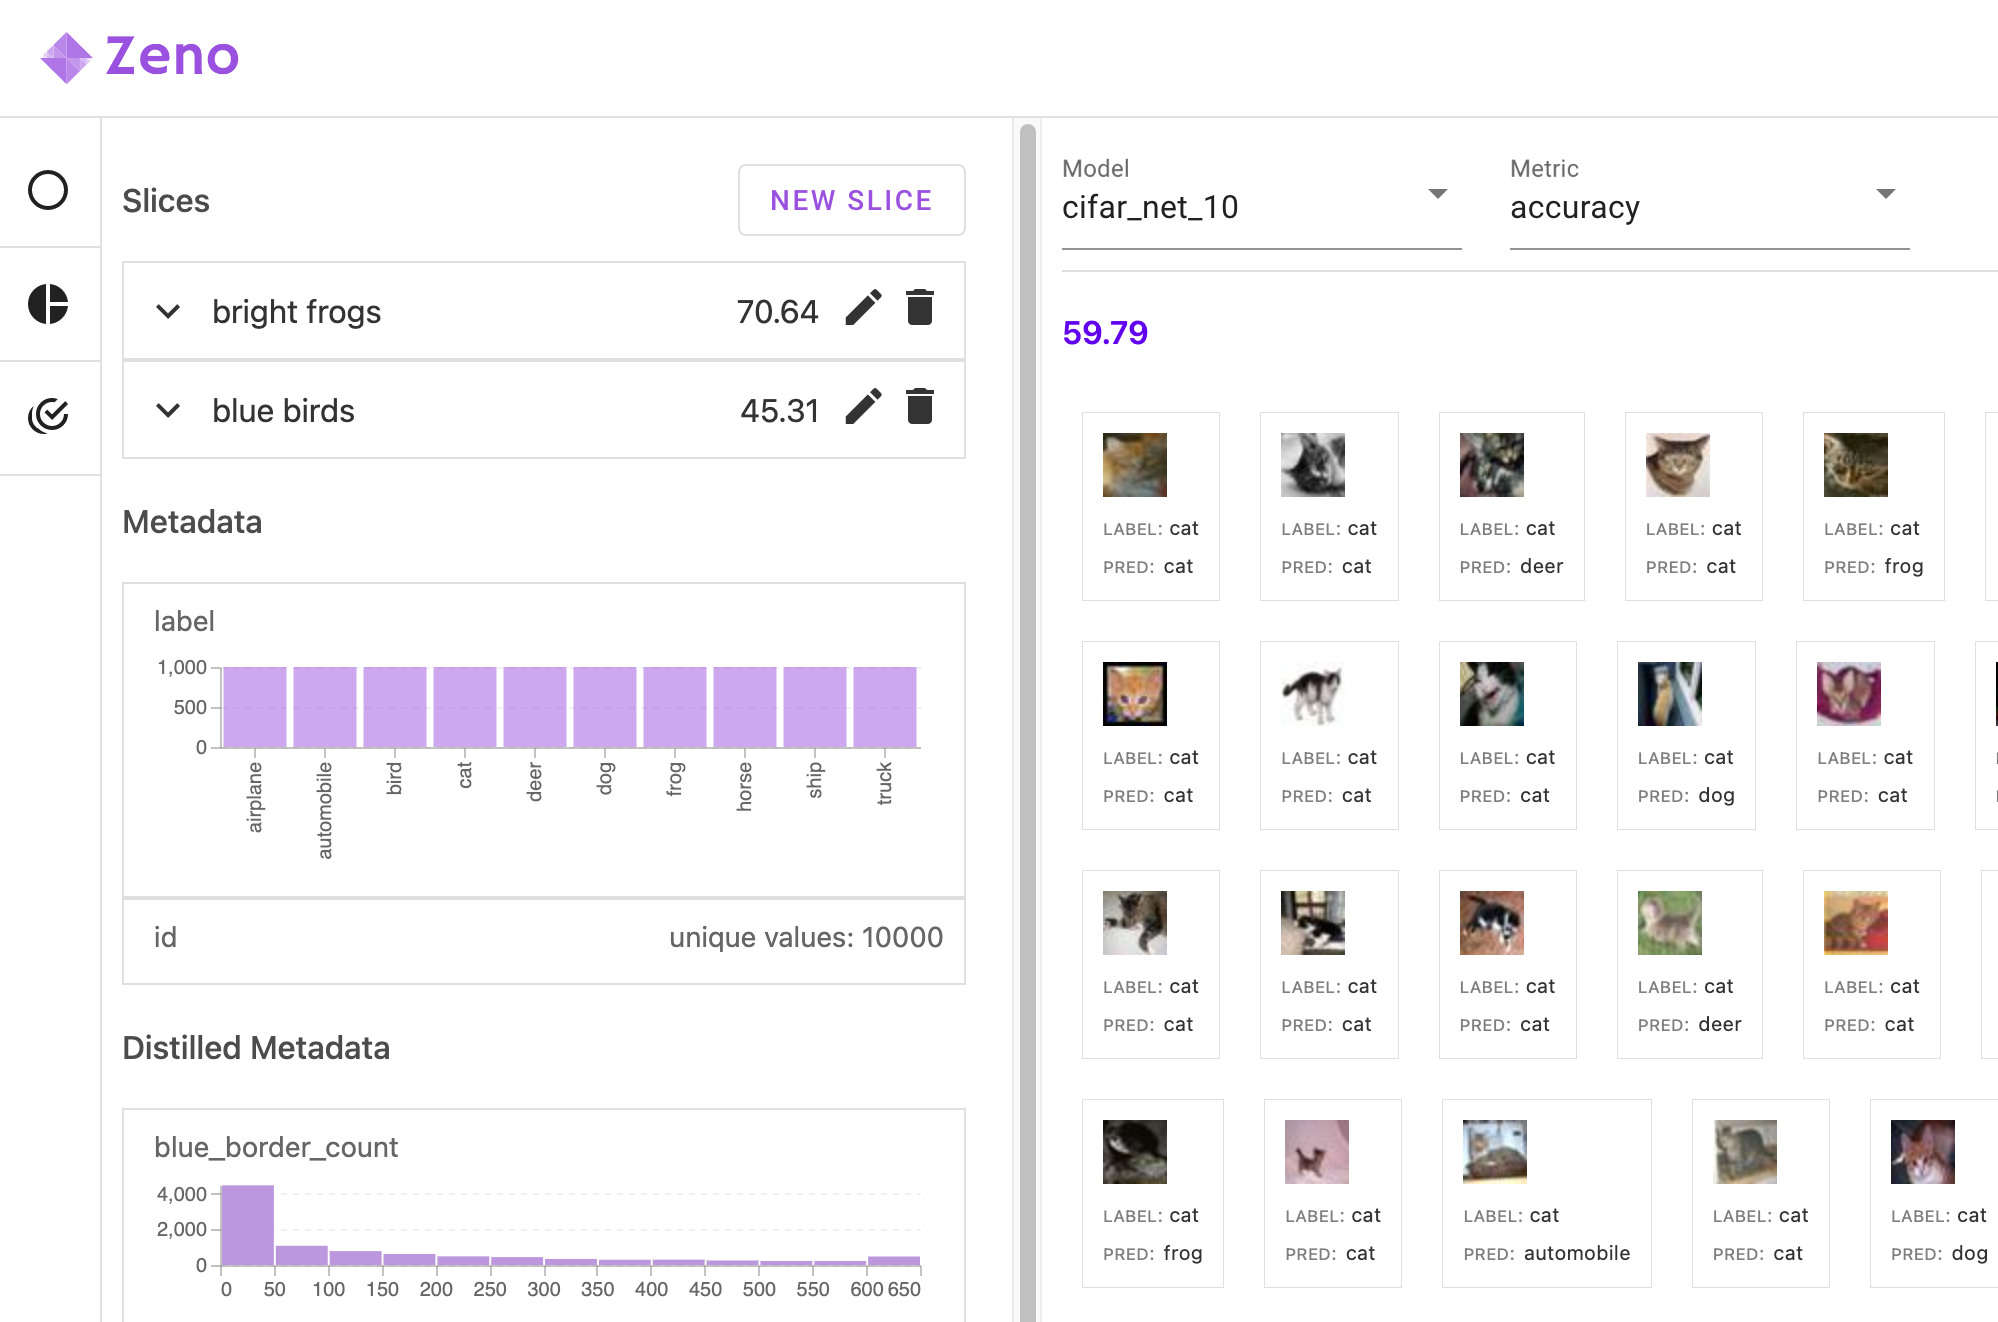 Zeno
Slices
NEW SLICE
bright frogs 70.64
blue birds 45.31
Metadata
label
1,000
500
0
airplane automobile bird cat deer dog frog horse ship truck
id unique values: 10000
Distilled Metadata
blue_border_count
4,000
2,000
0
0 50 100 150 200 250 300 350 400 450 500 550 600 650
Model
cifar_net_10
Metric
accuracy
59.79
LABEL: cat LABEL: cat LABEL: cat LABEL: cat LABEL: cat
PRED: cat PRED: cat PRED: deer PRED: cat PRED: frog
LABEL: cat LABEL: cat LABEL: cat LABEL: cat LABEL: cat
PRED: cat PRED: cat PRED: cat PRED: dog PRED: cat
LABEL: cat LABEL: cat LABEL: cat LABEL: cat LABEL: cat
PRED: cat PRED: cat PRED: cat PRED: deer PRED: cat
LABEL: cat LABEL: cat LABEL: cat LABEL: cat LABEL: cat
PRED: frog PRED: cat PRED: automobile PRED: cat PRED: dog